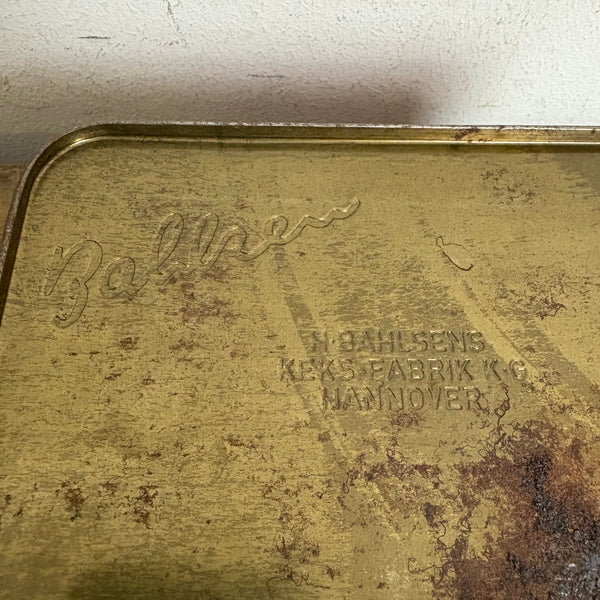 Bahlsen
H·BAHLSENS
KEKS-FABRIK K·G
HANNOVER